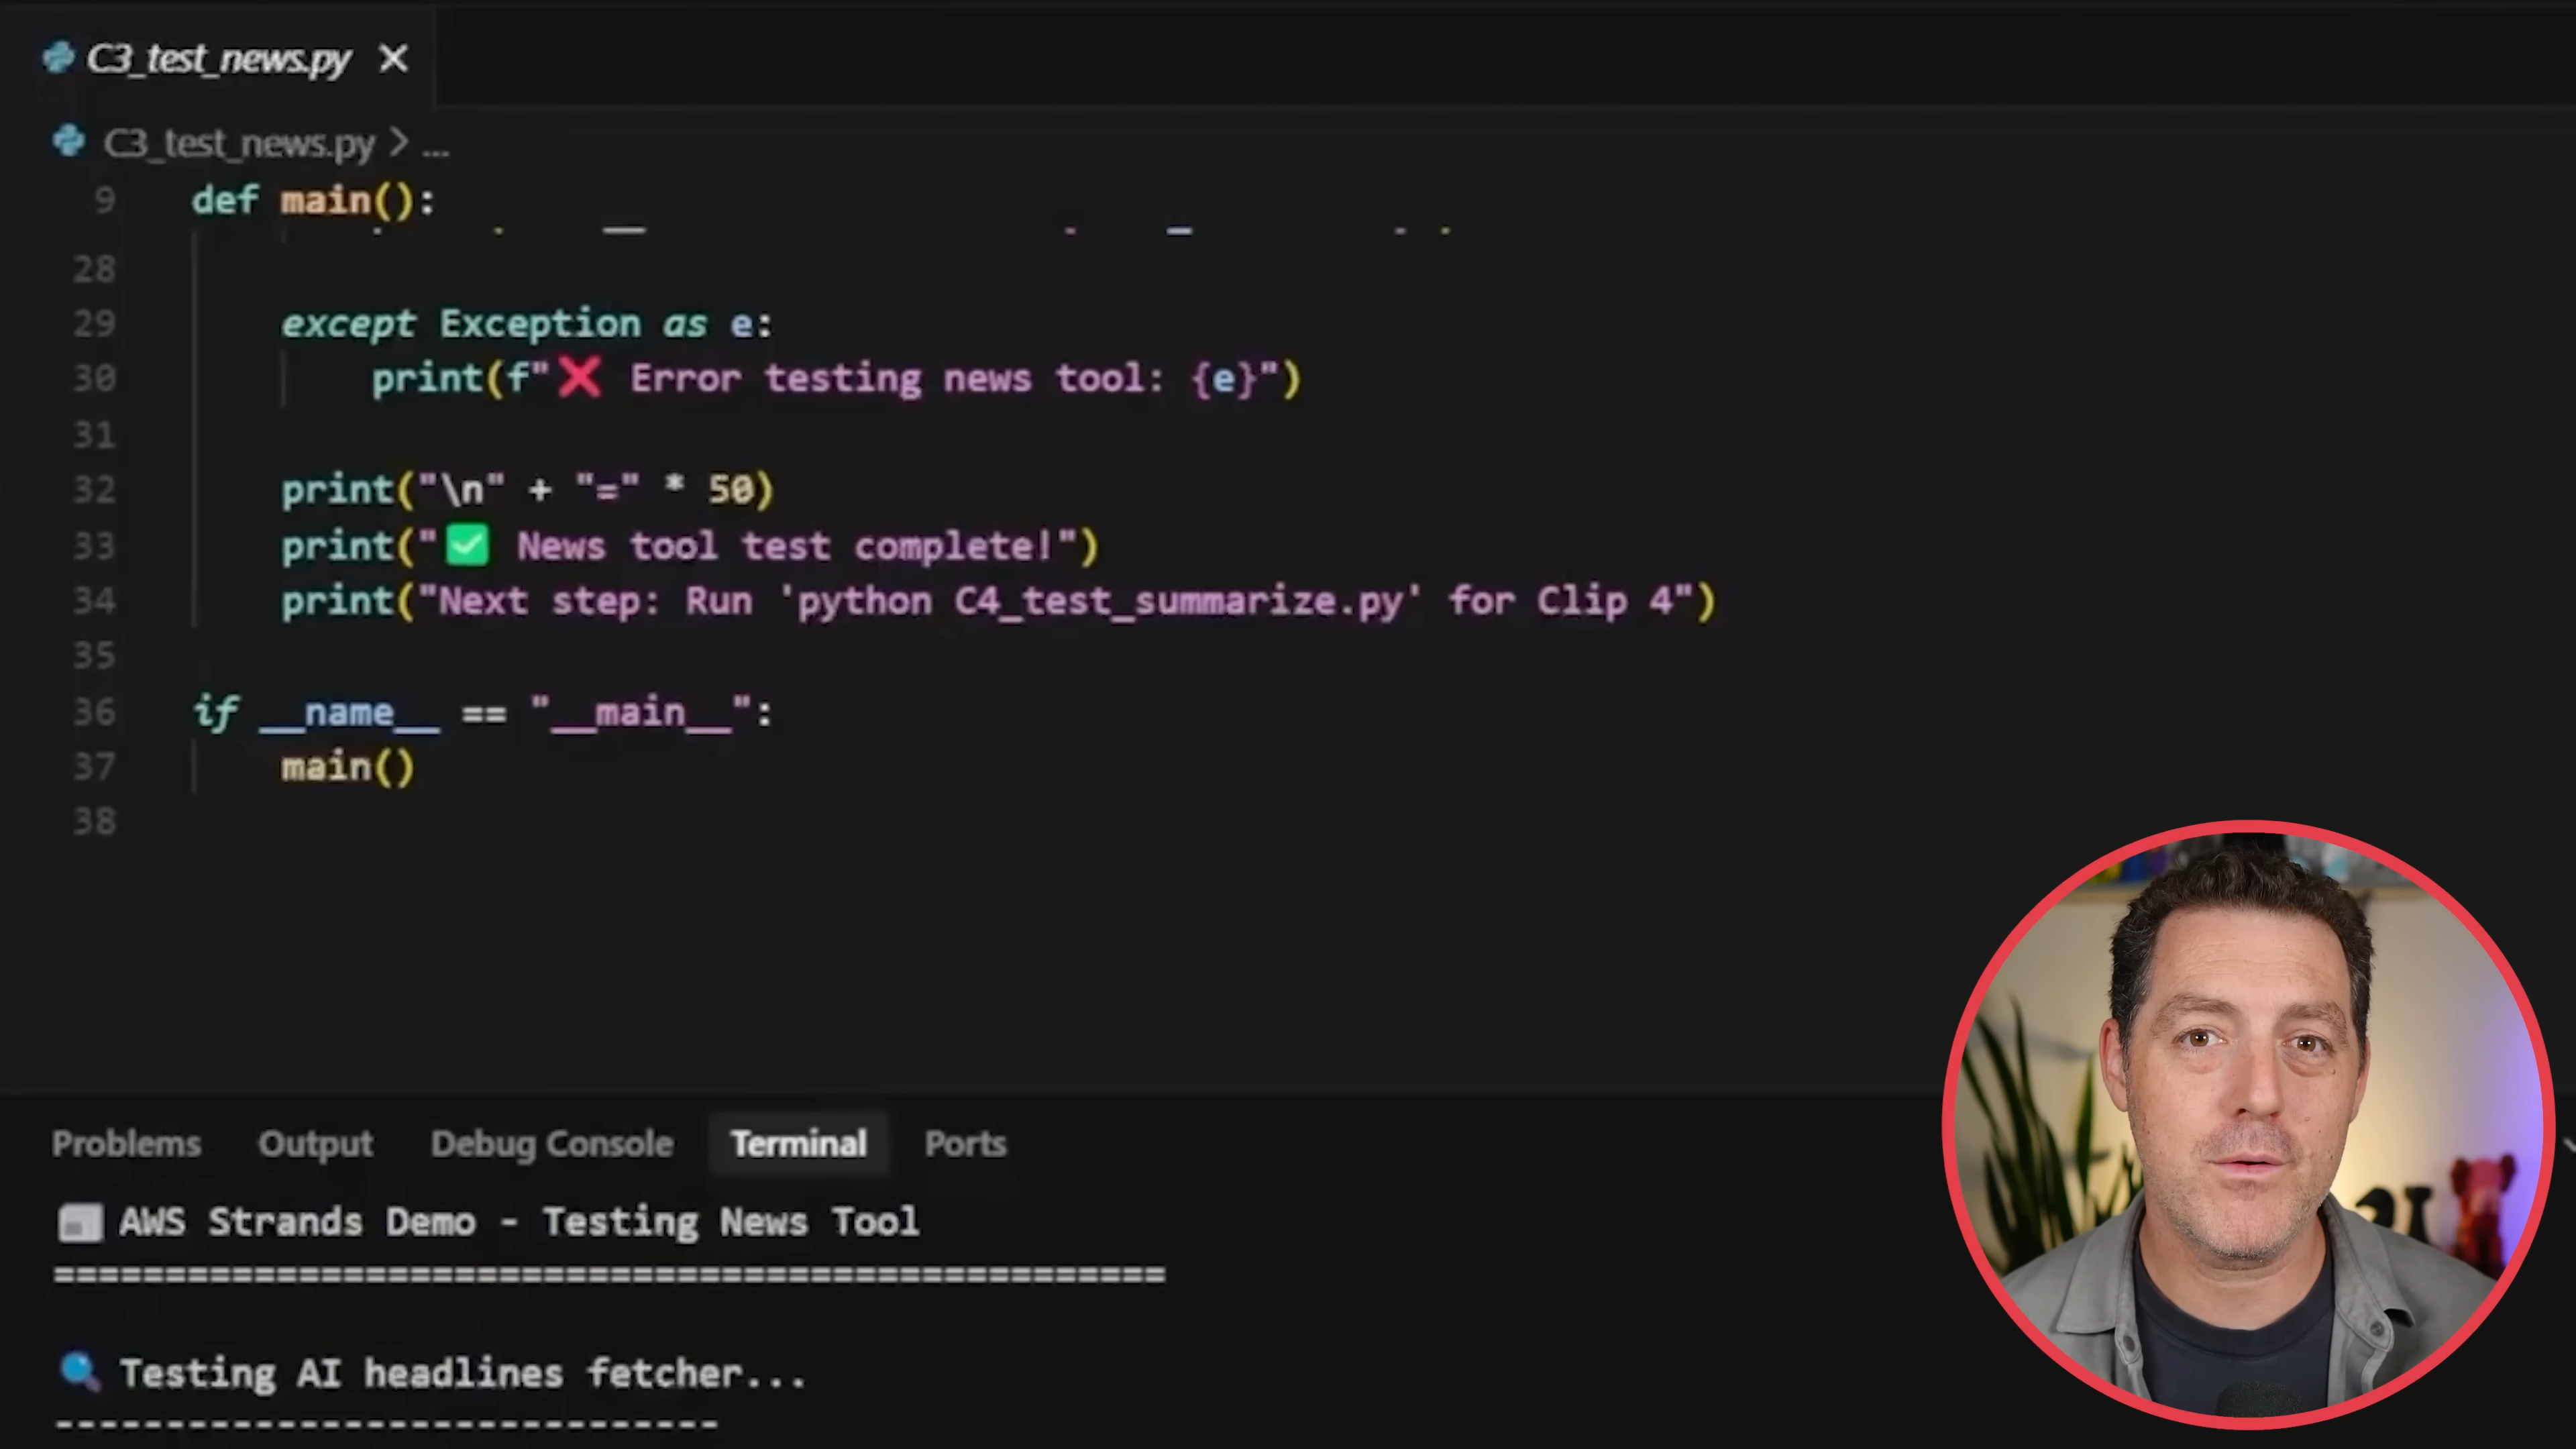 C3_test_news.py
C3_test_news.py > ...
9 def main():
28
29 except Exception as e:
30 print(f"❌ Error testing news tool: {e}")
31
32 print("\n" + "=" * 50)
33 print("✅ News tool test complete!")
34 print("Next step: Run 'python C4_test_summarize.py' for Clip 4")
35
36 if __name__ == "__main__":
37 main()
38
Problems Output Debug Console Terminal Ports
AWS Strands Demo - Testing News Tool
==================================================
🔍 Testing AI headlines fetcher...
------------------------------